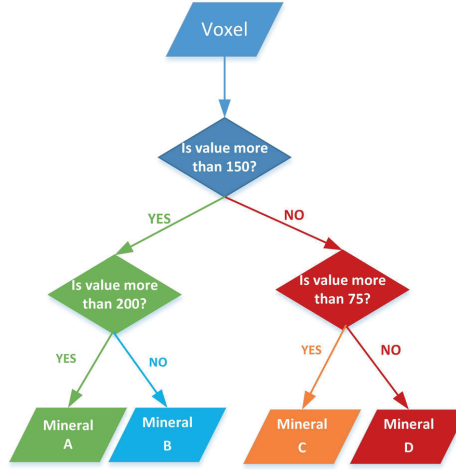 Voxel
Is value more
than 150?
YES
NO
Is value more
than 200?
Is value more
than 75?
YES
NO
YES
NO
Mineral
A
Mineral
B
Mineral
C
Mineral
D